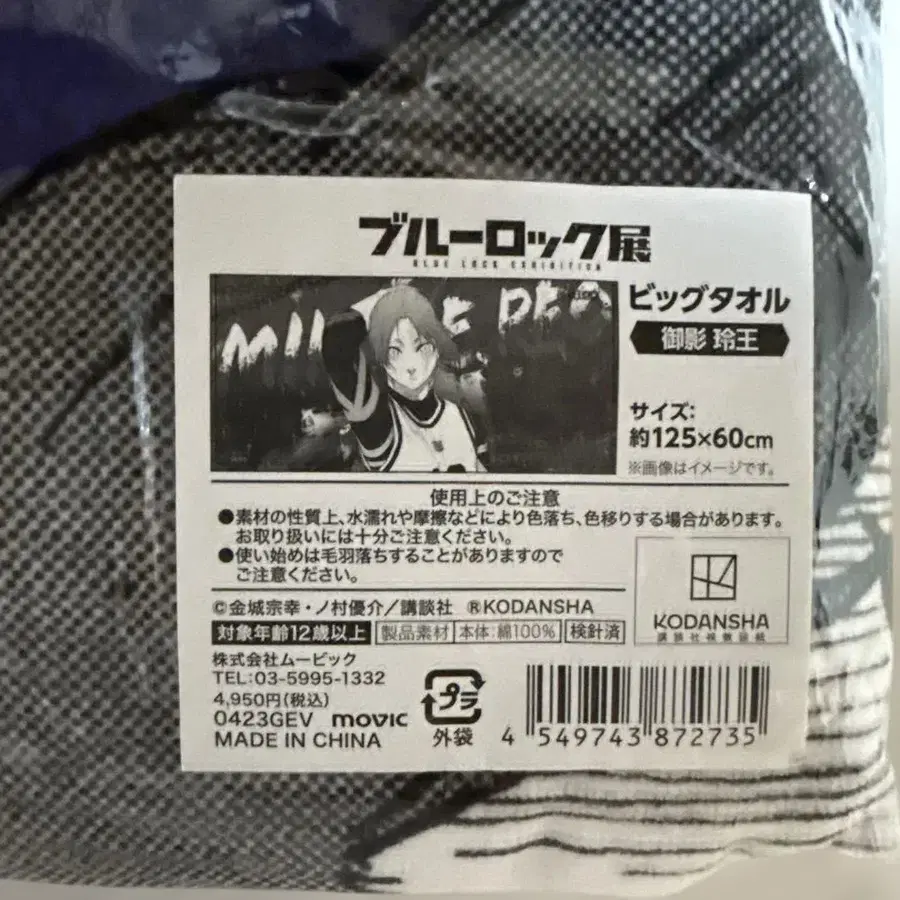 ブルーロック展
BLUE LOCK EXHIBITION
ビッグタオル
御影 玲王
サイズ:
約125×60cm
※画像はイメージです。
使用上のご注意
●素材の性質上、水濡れや摩擦などにより色落ち、色移りする場合があります。
お取り扱いには十分ご注意ください。
●使い始めは毛羽落ちすることがありますので
ご注意ください。
©金城宗幸・ノ村優介／講談社 ®KODANSHA
対象年齢12歳以上 製品素材 本体:綿100% 検針済
KODANSHA
株式会社ムービック
TEL:03-5995-1332
4,950円(税込)
0423GEV movic
MADE IN CHINA
プラ
外袋
4 549743 872735